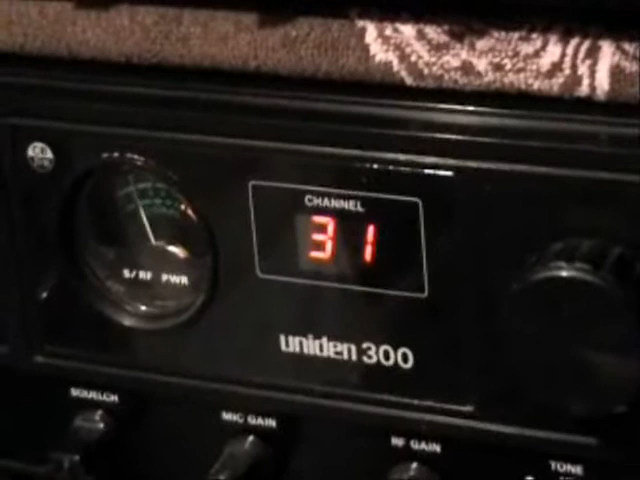 CHANNEL
31
S/RF PWR
uniden 300
SQUELCH
MIC GAIN
RF GAIN
TONE